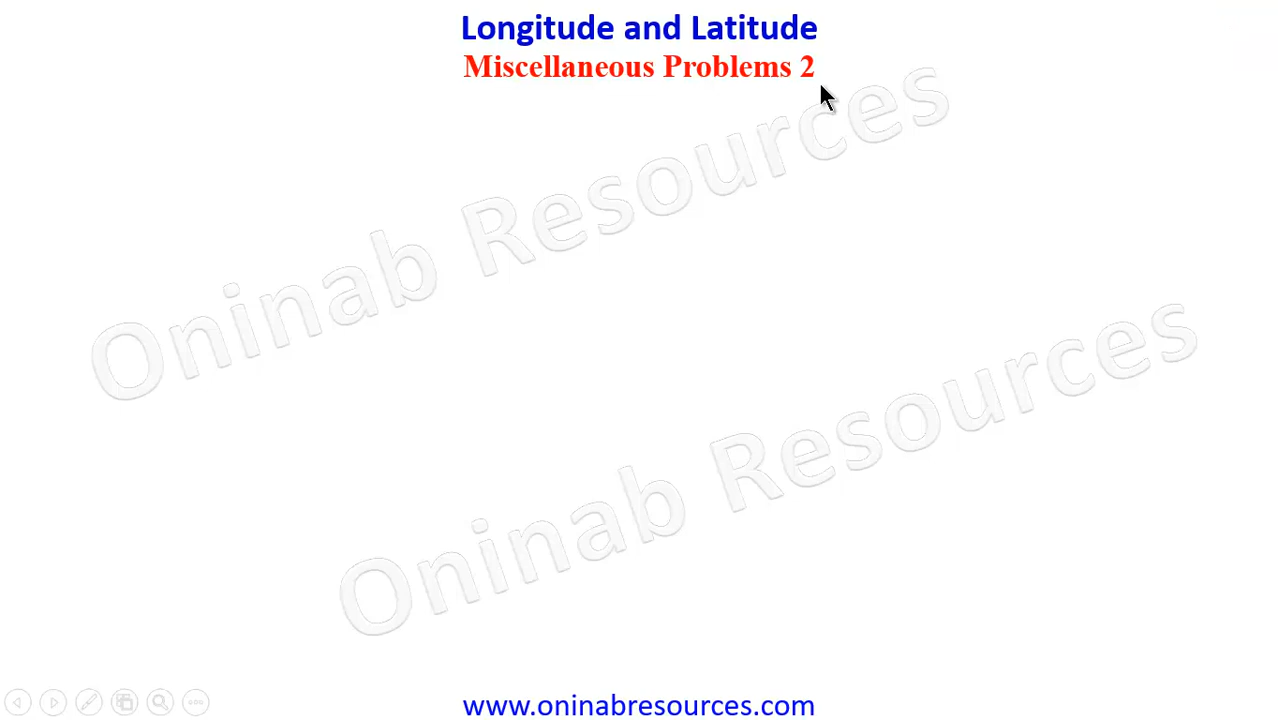 Longitude and Latitude
Miscellaneous Problems 2
Oninab Resources
Oninab Resources
www.oninabresources.com